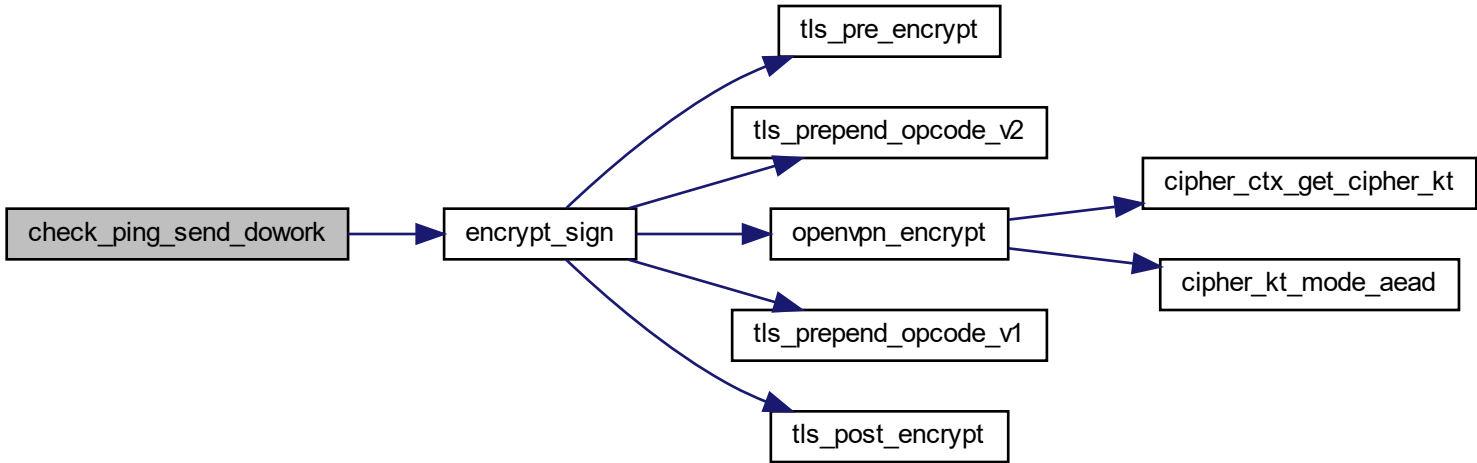 check_ping_send_dowork
encrypt_sign
tls_pre_encrypt
tls_prepend_opcode_v2
openvpn_encrypt
tls_prepend_opcode_v1
tls_post_encrypt
cipher_ctx_get_cipher_kt
cipher_kt_mode_aead